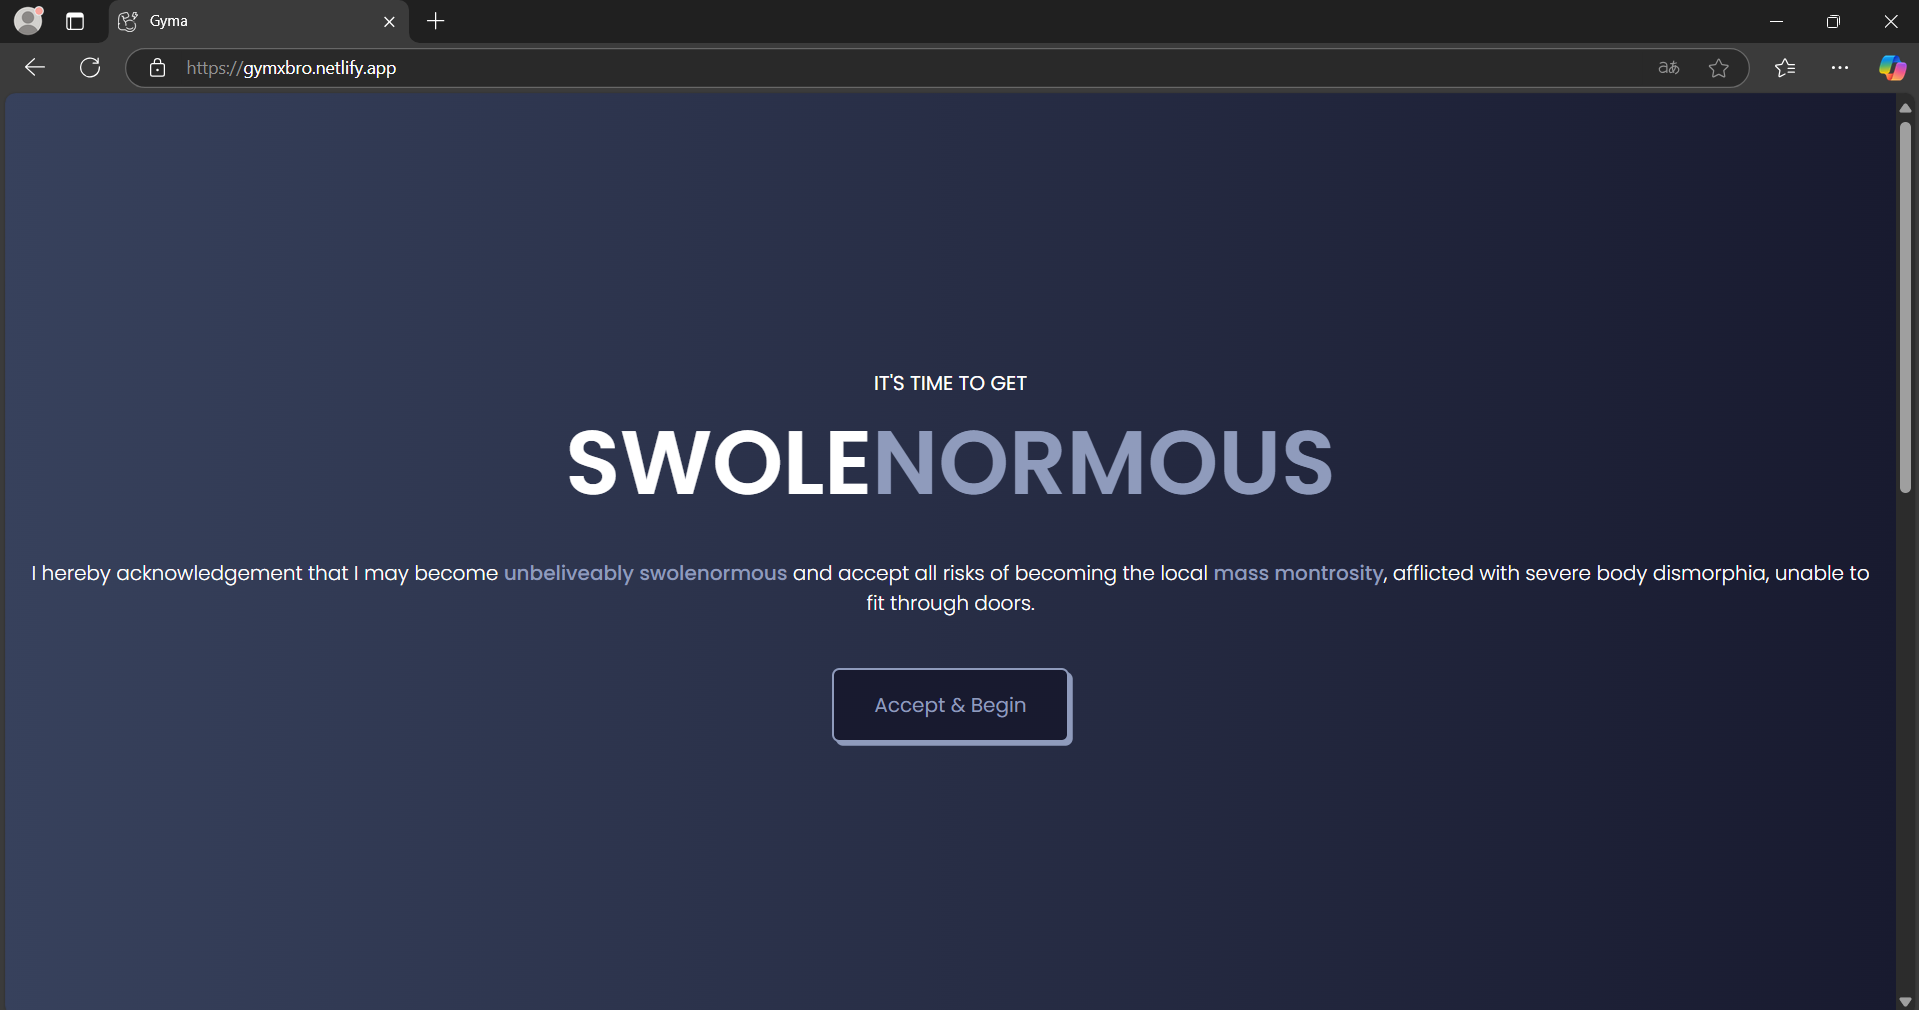 Gyma
https://gymxbro.netlify.app
aあ
IT'S TIME TO GET
SWOLENORMOUS
I hereby acknowledgement that I may become unbeliveably swolenormous and accept all risks of becoming the local mass montrosity, afflicted with severe body dismorphia, unable to
fit through doors.
Accept & Begin